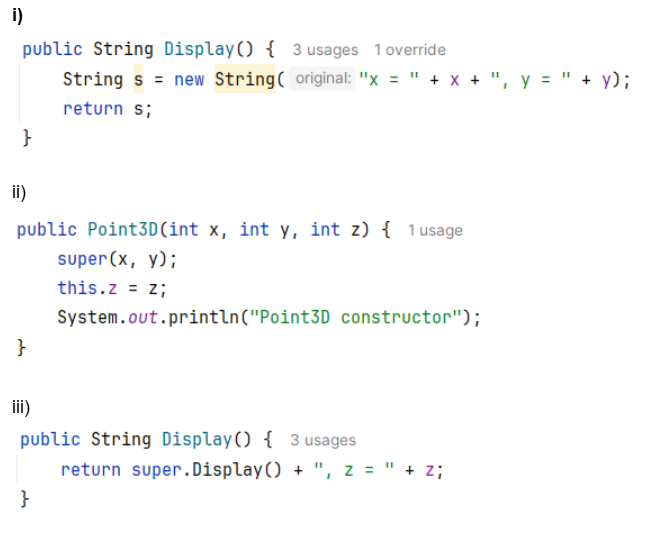 i)
public String Display() { 3 usages 1 override
String s = new String( original: "x = " + x + ", y = " + y);
return s;
}
ii)
public Point3D(int x, int y, int z) { 1 usage
super(x, y);
this.z = z;
System.out.println("Point3D constructor");
}
iii)
public String Display() { 3 usages
return super.Display() + ", z = " + z;
}